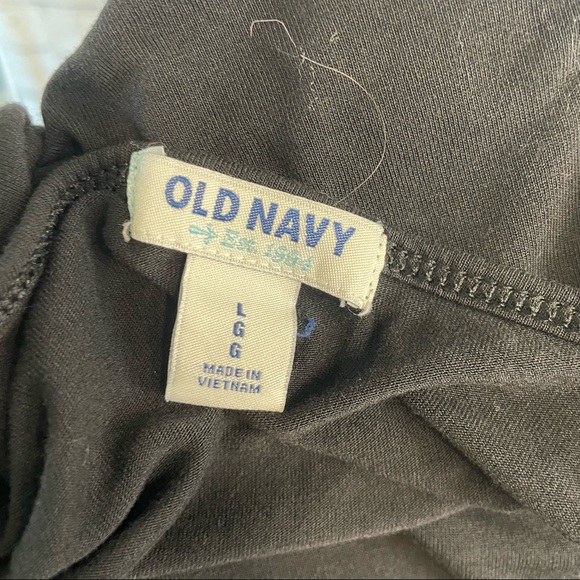 OLD NAVY
Est. 1994
L
G
G
MADE IN
VIETNAM